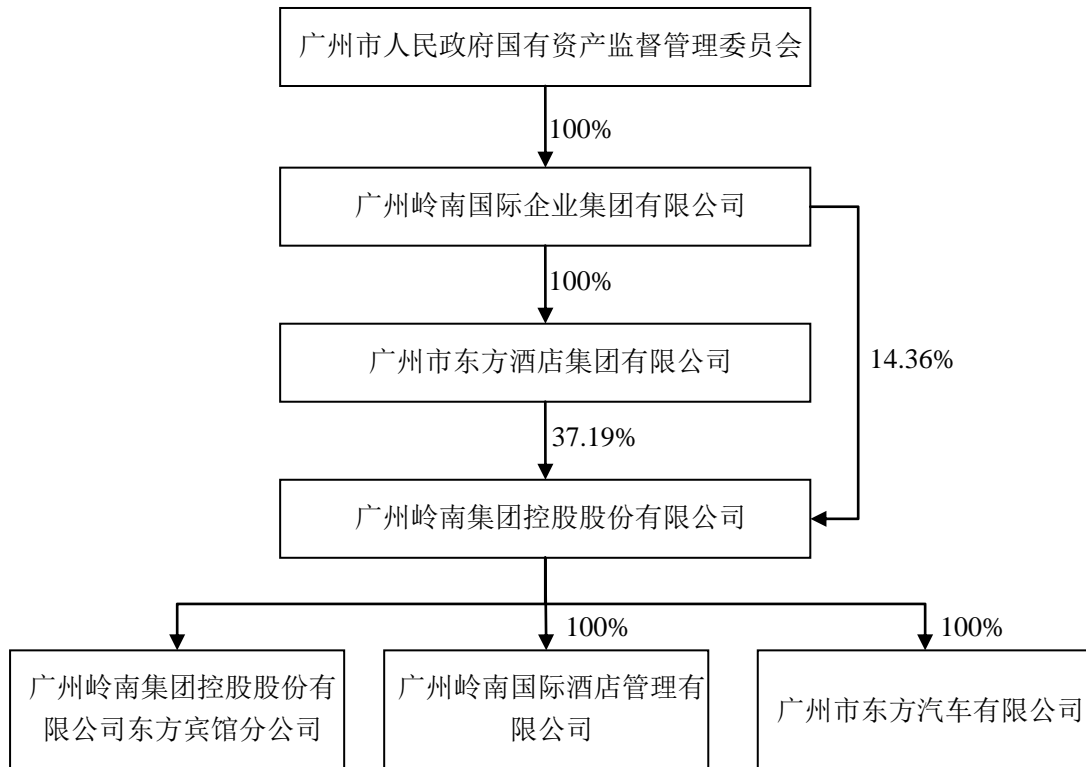 广州市人民政府国有资产监督管理委员会
100%
广州岭南国际企业集团有限公司
100%
广州市东方酒店集团有限公司
14.36%
37.19%
广州岭南集团控股股份有限公司
100%
100%
广州岭南集团控股股份有
限公司东方宾馆分公司
广州岭南国际酒店管理有
限公司
广州市东方汽车有限公司